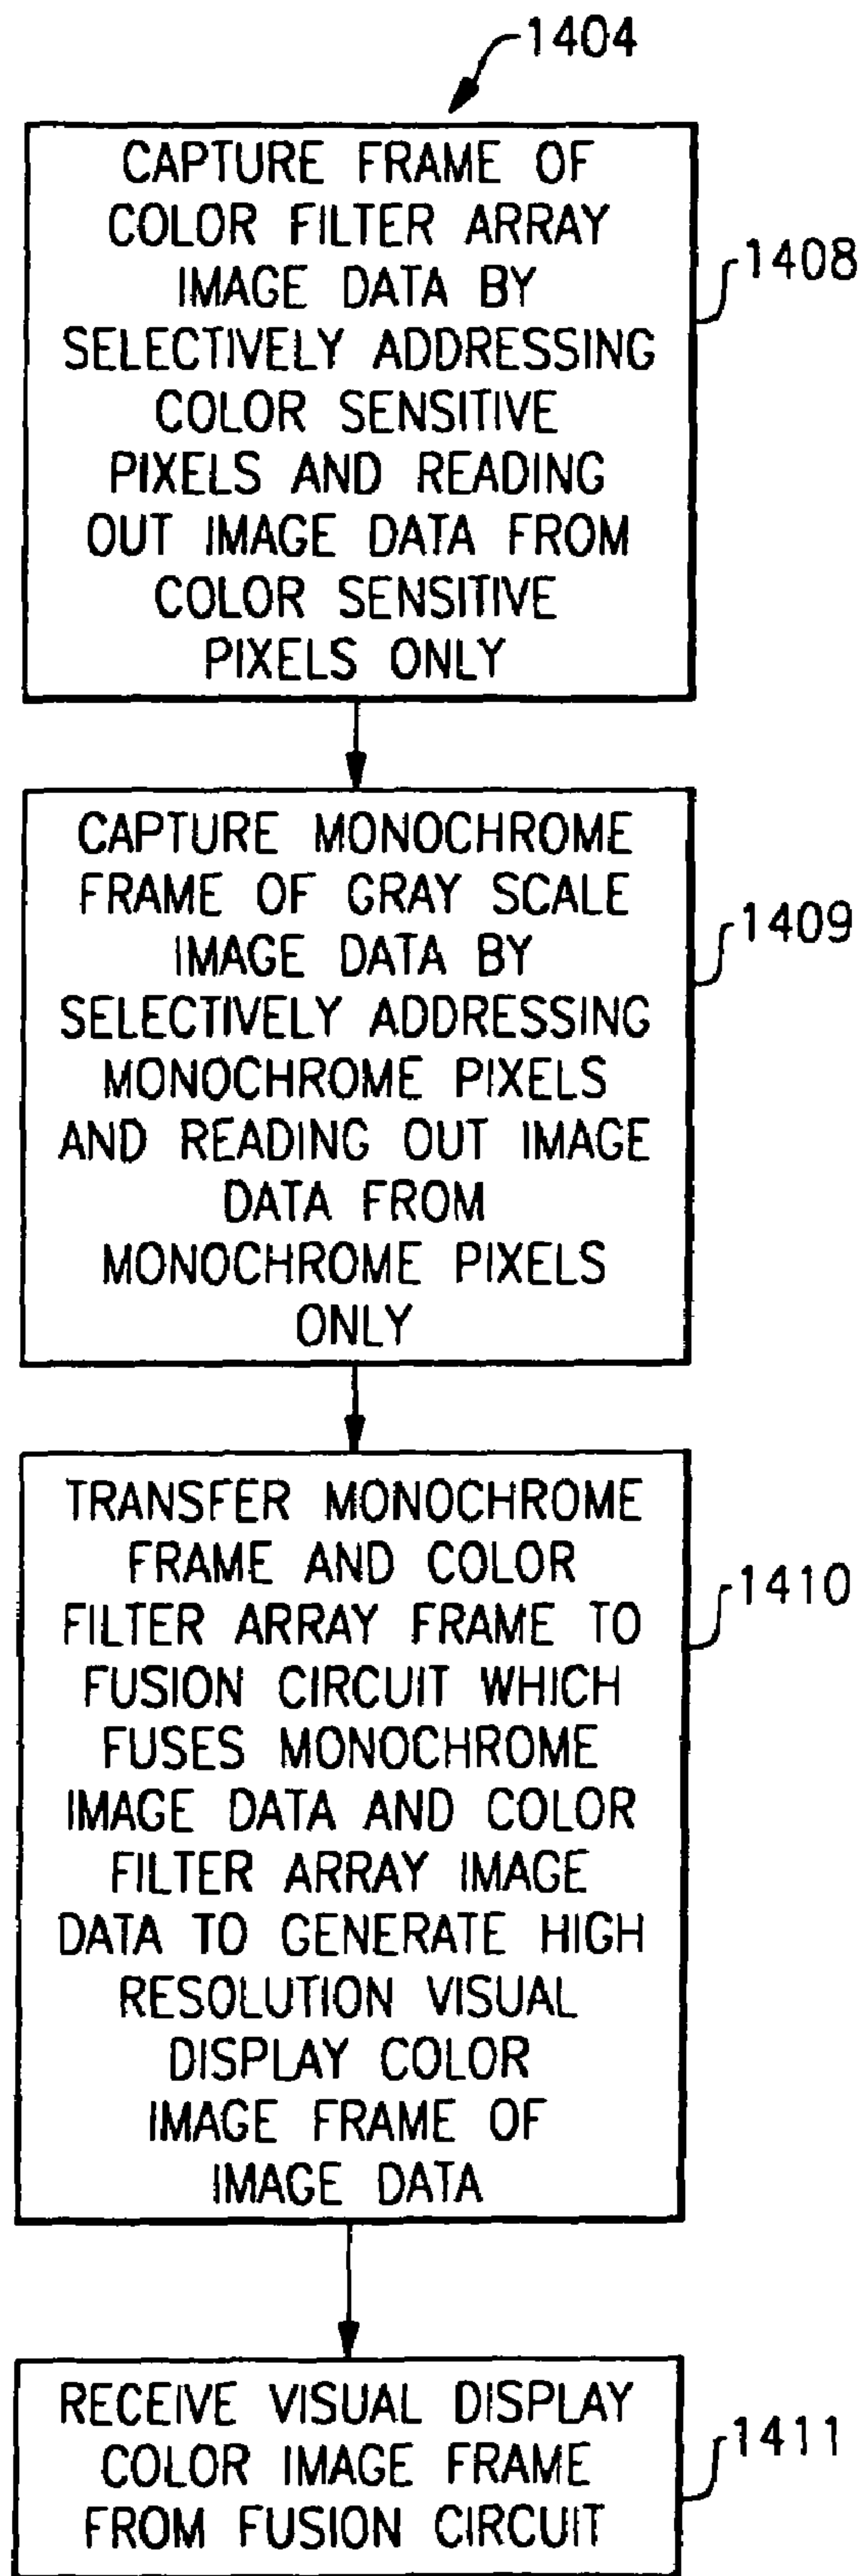 1404
CAPTURE FRAME OF
COLOR FILTER ARRAY
IMAGE DATA BY
SELECTIVELY ADDRESSING
COLOR SENSITIVE
PIXELS AND READING
OUT IMAGE DATA FROM
COLOR SENSITIVE
PIXELS ONLY
1408
CAPTURE MONOCHROME
FRAME OF GRAY SCALE
IMAGE DATA BY
SELECTIVELY ADDRESSING
MONOCHROME PIXELS
AND READING OUT IMAGE
DATA FROM
MONOCHROME PIXELS
ONLY
1409
TRANSFER MONOCHROME
FRAME AND COLOR
FILTER ARRAY FRAME TO
FUSION CIRCUIT WHICH
FUSES MONOCHROME
IMAGE DATA AND COLOR
FILTER ARRAY IMAGE
DATA TO GENERATE HIGH
RESOLUTION VISUAL
DISPLAY COLOR
IMAGE FRAME OF
IMAGE DATA
1410
RECEIVE VISUAL DISPLAY
COLOR IMAGE FRAME
FROM FUSION CIRCUIT
1411